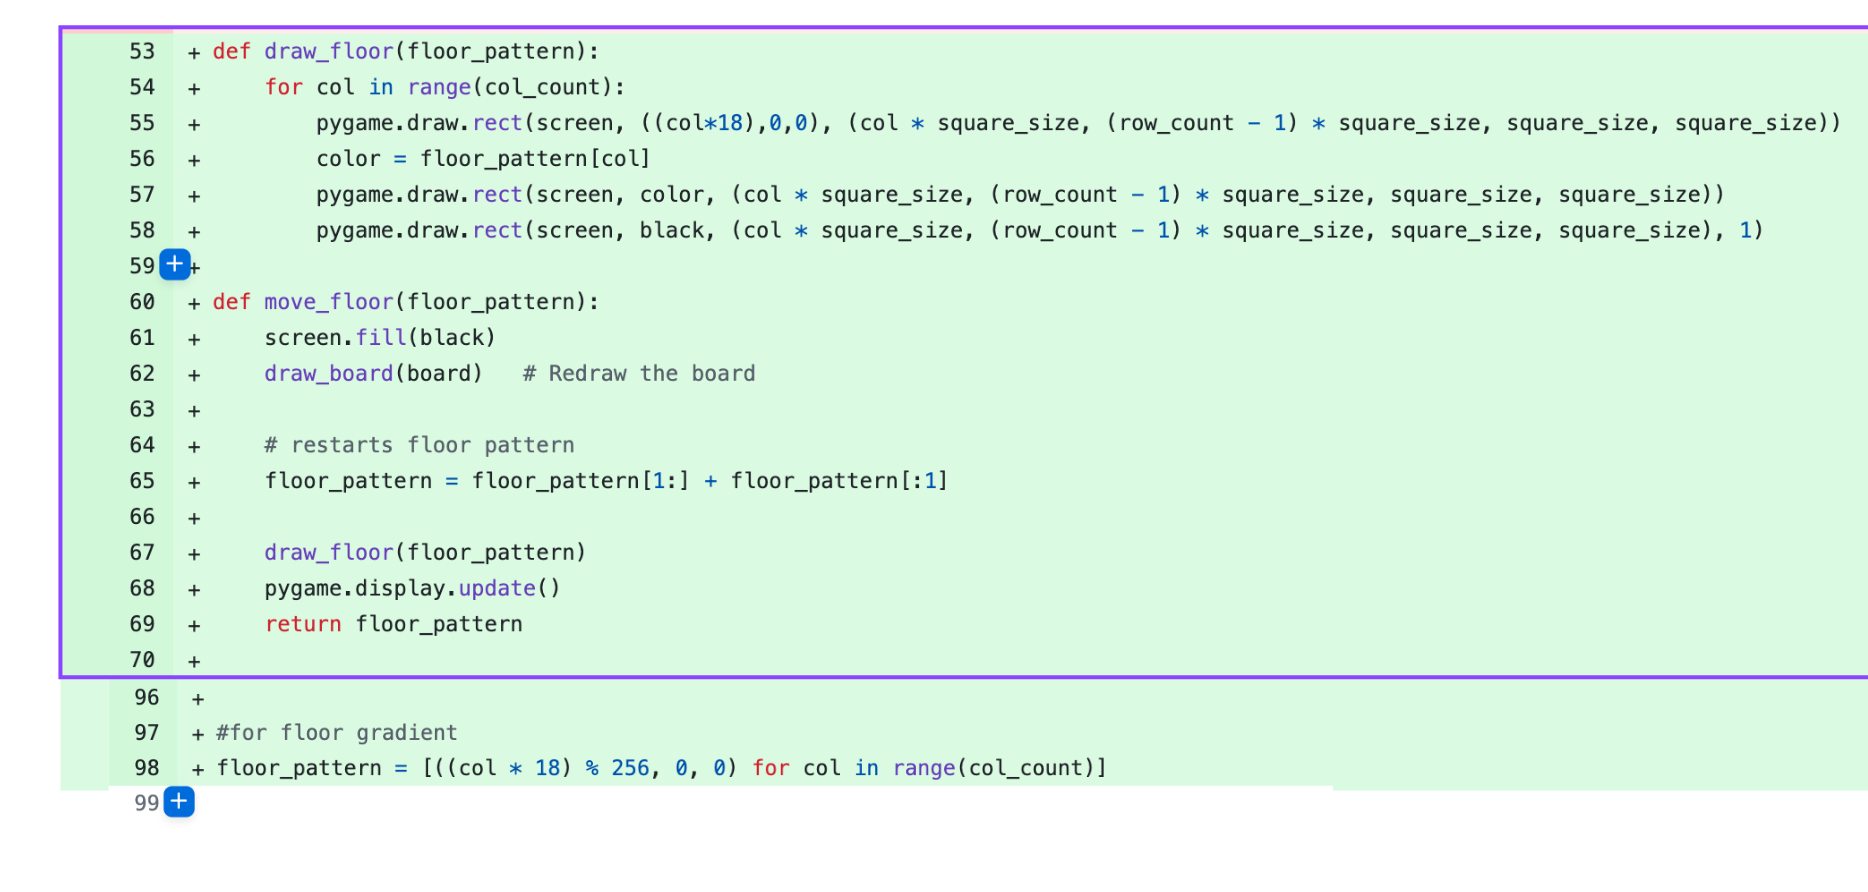 53 + def draw_floor(floor_pattern):
54 +     for col in range(col_count):
55 +         pygame.draw.rect(screen, ((col*18),0,0), (col * square_size, (row_count - 1) * square_size, square_size, square_size))
56 +         color = floor_pattern[col]
57 +         pygame.draw.rect(screen, color, (col * square_size, (row_count - 1) * square_size, square_size, square_size))
58 +         pygame.draw.rect(screen, black, (col * square_size, (row_count - 1) * square_size, square_size, square_size), 1)
59 + +
60 + def move_floor(floor_pattern):
61 +     screen.fill(black)
62 +     draw_board(board)   # Redraw the board
63 +
64 +     # restarts floor pattern
65 +     floor_pattern = floor_pattern[1:] + floor_pattern[:1]
66 +
67 +     draw_floor(floor_pattern)
68 +     pygame.display.update()
69 +     return floor_pattern
70 +
96 +
97 + #for floor gradient
98 + floor_pattern = [((col * 18) % 256, 0, 0) for col in range(col_count)]
99 +